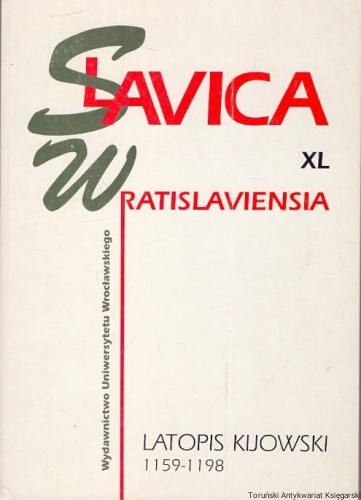 SLAVICA
XL
WRATISLAVIENSIA
Wydawnictwo Uniwersytetu Wrocławskiego
LATOPIS KIJOWSKI
1159-1198
Toruński Antykwariat Księgarski